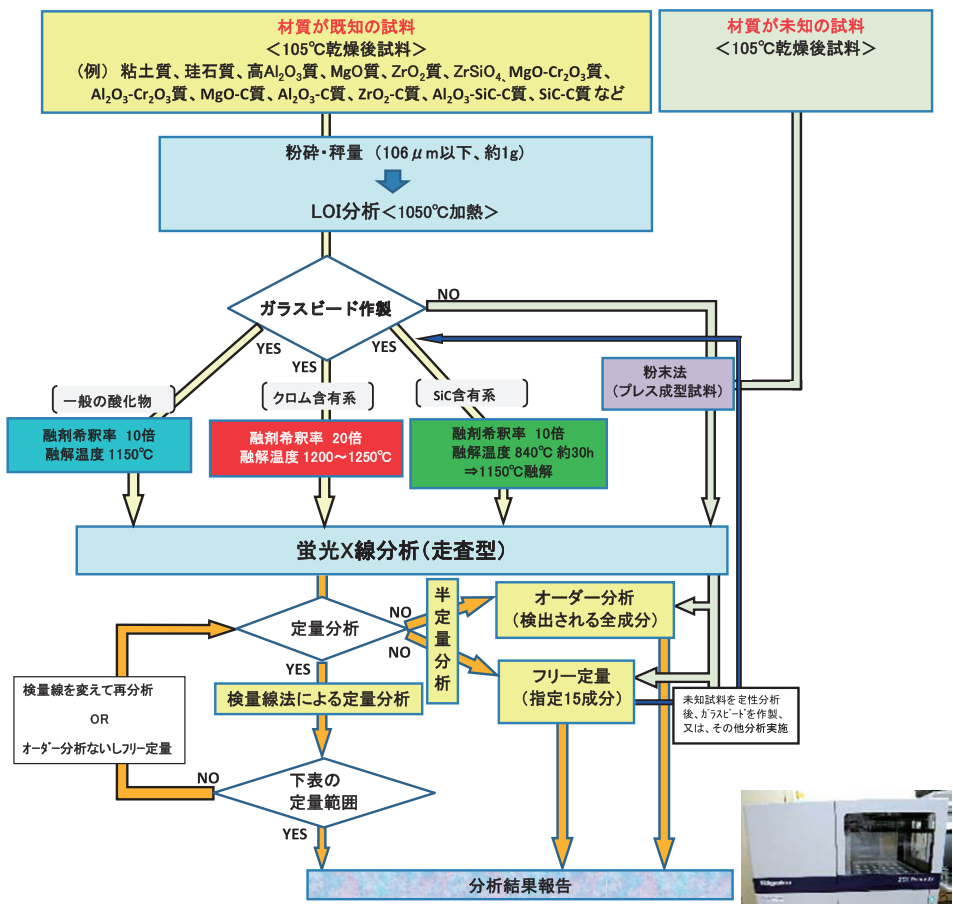 材質が既知の試料
＜105℃乾燥後試料＞
（例） 粘土質、珪石質、高Al2O3質、MgO質、ZrO2質、ZrSiO4、MgO-Cr2O3質、
Al2O3-Cr2O3質、MgO-C質、Al2O3-C質、ZrO2-C質、Al2O3-SiC-C質、SiC-C質 など
材質が未知の試料
＜105℃乾燥後試料＞
粉砕・秤量 （106μm以下、約1g）
LOI分析＜1050℃加熱＞
ガラスビード作製
NO
YES
YES
YES
粉末法
（プレス成型試料）
一般の酸化物
クロム含有系
SiC含有系
融剤希釈率 10倍
融解温度 1150℃
融剤希釈率 20倍
融解温度 1200～1250℃
融剤希釈率 10倍
融解温度 840℃ 約30h
⇒1150℃融解
蛍光X線分析（走査型）
定量分析
NO
NO
半定量分析
オーダー分析
（検出される全成分）
フリー定量
（指定15成分）
YES
検量線法による定量分析
検量線を変えて再分析
OR
オーダー分析ないしフリー定量
未知試料を定性分析
後、ガラスビードを作製、
又は、その他分析実施
NO
下表の
定量範囲
YES
分析結果報告
Rigaku